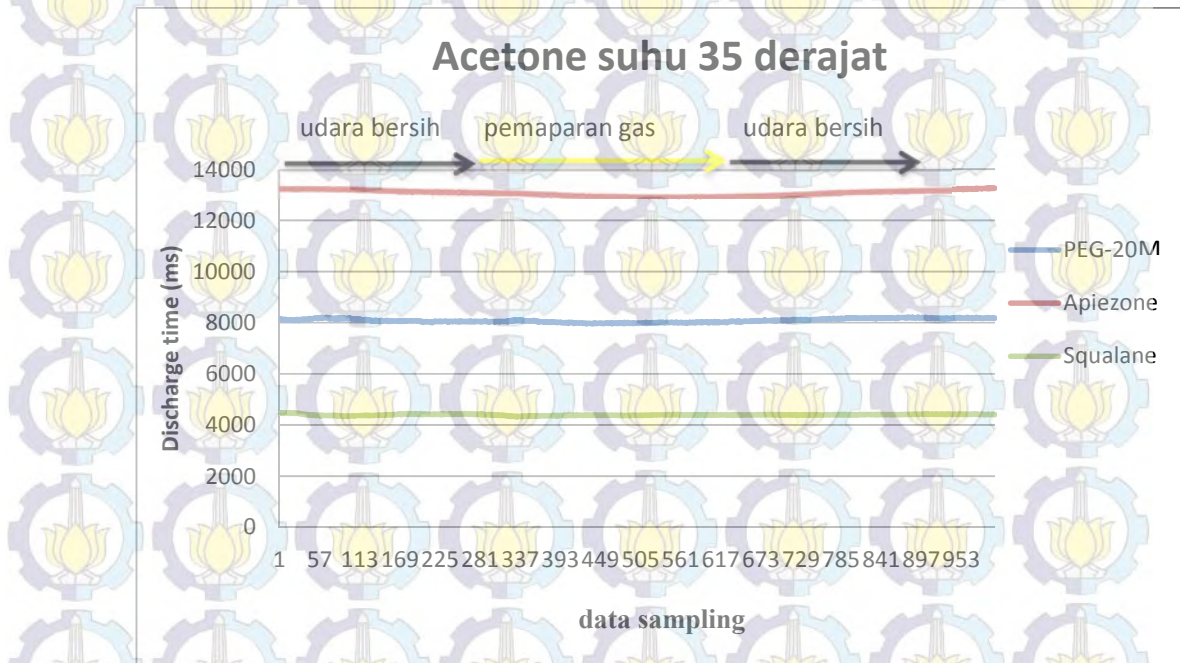 Acetone suhu 35 derajat
udara bersih pemaparan gas udara bersih
14000
12000
10000
8000
6000
4000
2000
0
Discharge time (ms)
1 57 113 169 225 281 337 393 449 505 561 617 673 729 785 841 897 953
data sampling
PEG-20M
Apiezone
Squalane